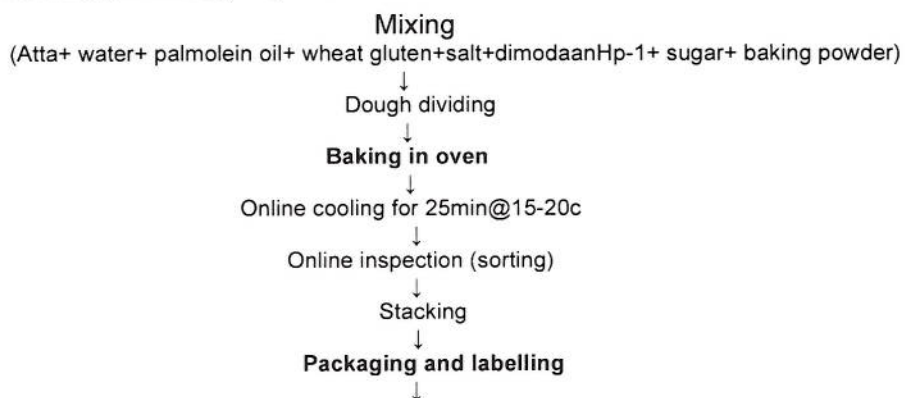 Mixing
(Atta+ water+ palmolein oil+ wheat gluten+salt+dimodaanHp-1+ sugar+ baking powder)
↓
Dough dividing
↓
Baking in oven
↓
Online cooling for 25min@15-20c
↓
Online inspection (sorting)
↓
Stacking
↓
Packaging and labelling
↓